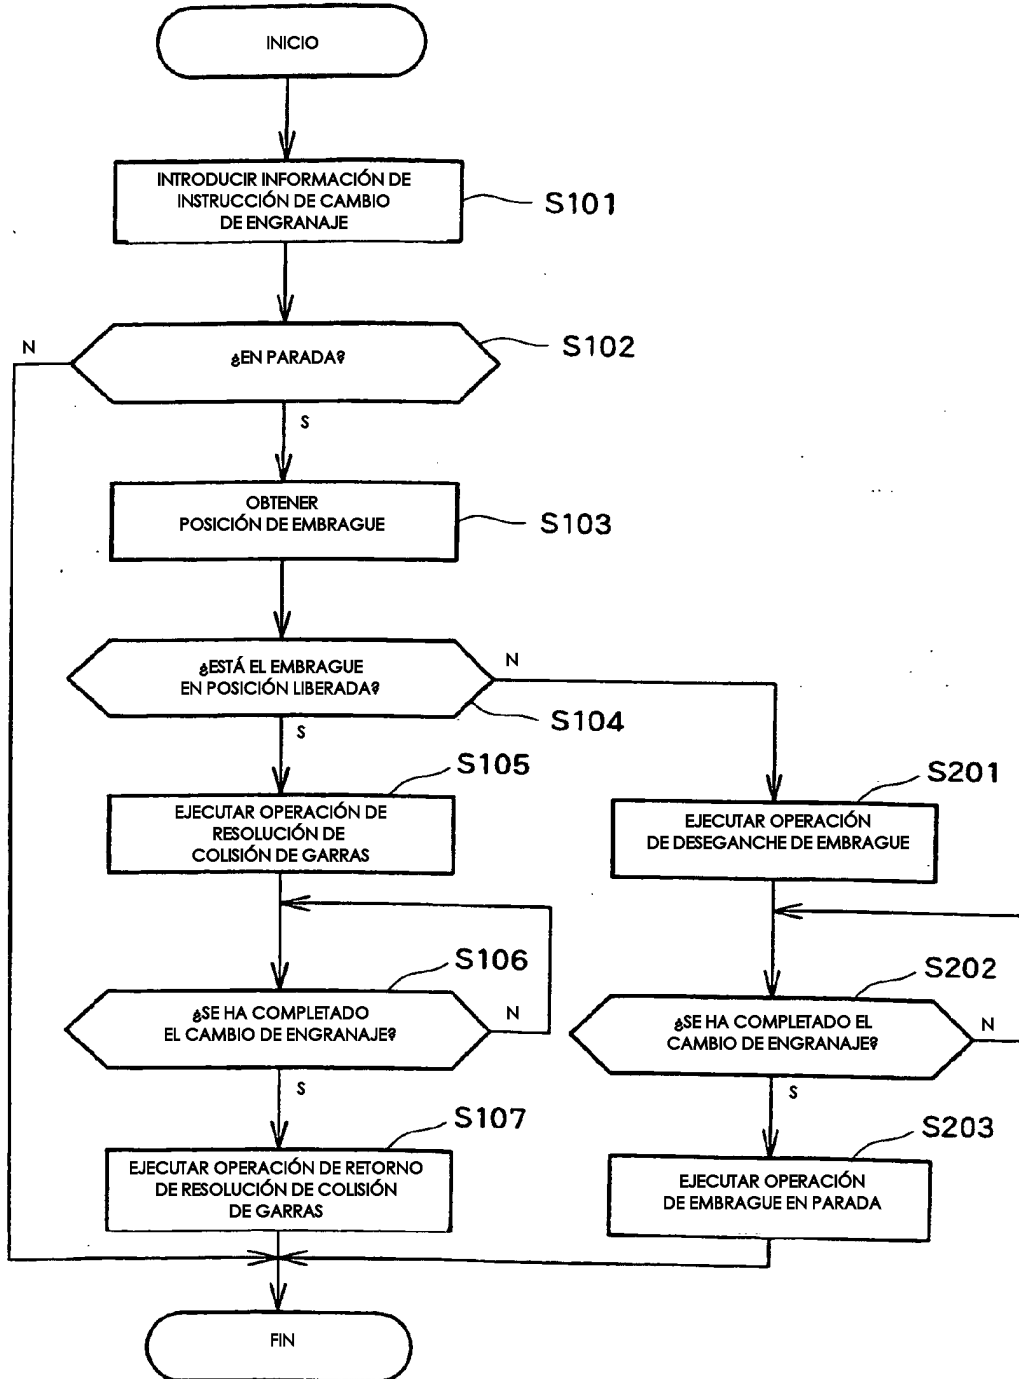 INICIO
INTRODUCIR INFORMACIÓN DE
INSTRUCCIÓN DE CAMBIO
DE ENGRANAJE
S101
N
¿EN PARADA?
S102
S
OBTENER
POSICIÓN DE EMBRAGUE
S103
¿ESTÁ EL EMBRAGUE
EN POSICIÓN LIBERADA?
N
S104
S
S105
EJECUTAR OPERACIÓN DE
RESOLUCIÓN DE
COLISIÓN DE GARRAS
S201
EJECUTAR OPERACIÓN
DE DESEGANCHE DE EMBRAGUE
S106
¿SE HA COMPLETADO
EL CAMBIO DE ENGRANAJE?
N
S
S202
¿SE HA COMPLETADO EL
CAMBIO DE ENGRANAJE?
N
S
S107
EJECUTAR OPERACIÓN DE RETORNO
DE RESOLUCIÓN DE COLISIÓN
DE GARRAS
S203
EJECUTAR OPERACIÓN
DE EMBRAGUE EN PARADA
FIN